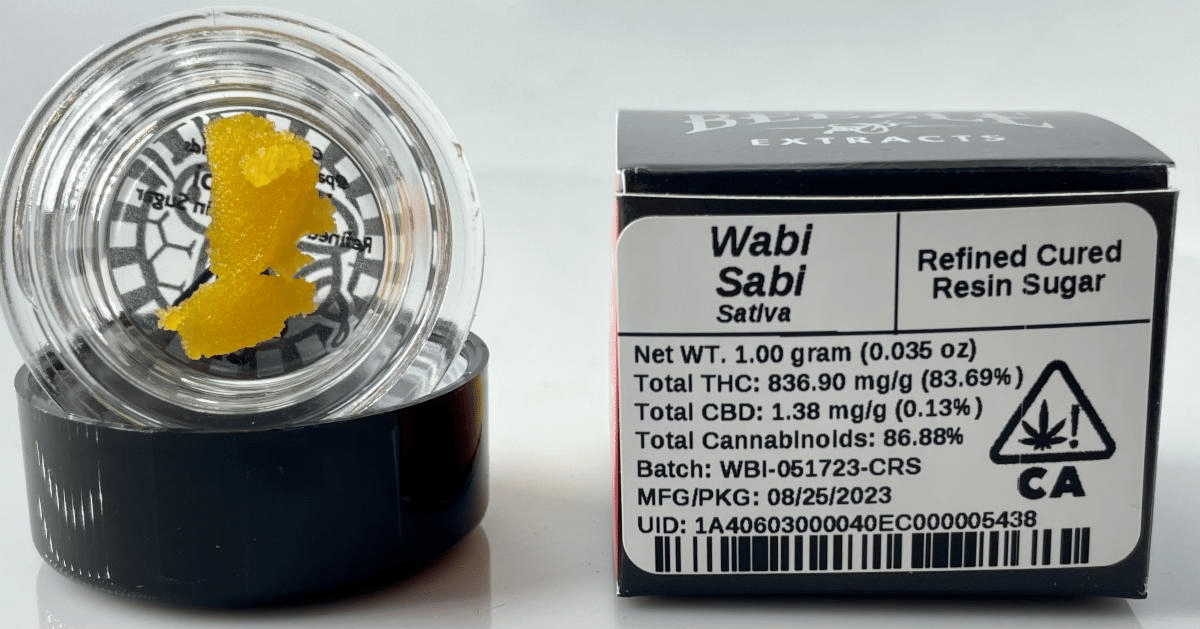 EXTRACTS
Wabi
Sabi
Sativa
Refined Cured
Resin Sugar
Net WT. 1.00 gram (0.035 oz)
Total THC: 836.90 mg/g (83.69%)
Total CBD: 1.38 mg/g (0.13%)
Total Cannabinoids: 86.88%
Batch: WBI-051723-CRS
MFG/PKG: 08/25/2023
UID: 1A40603000040EC000005438
!
CA
Sugar
Refined